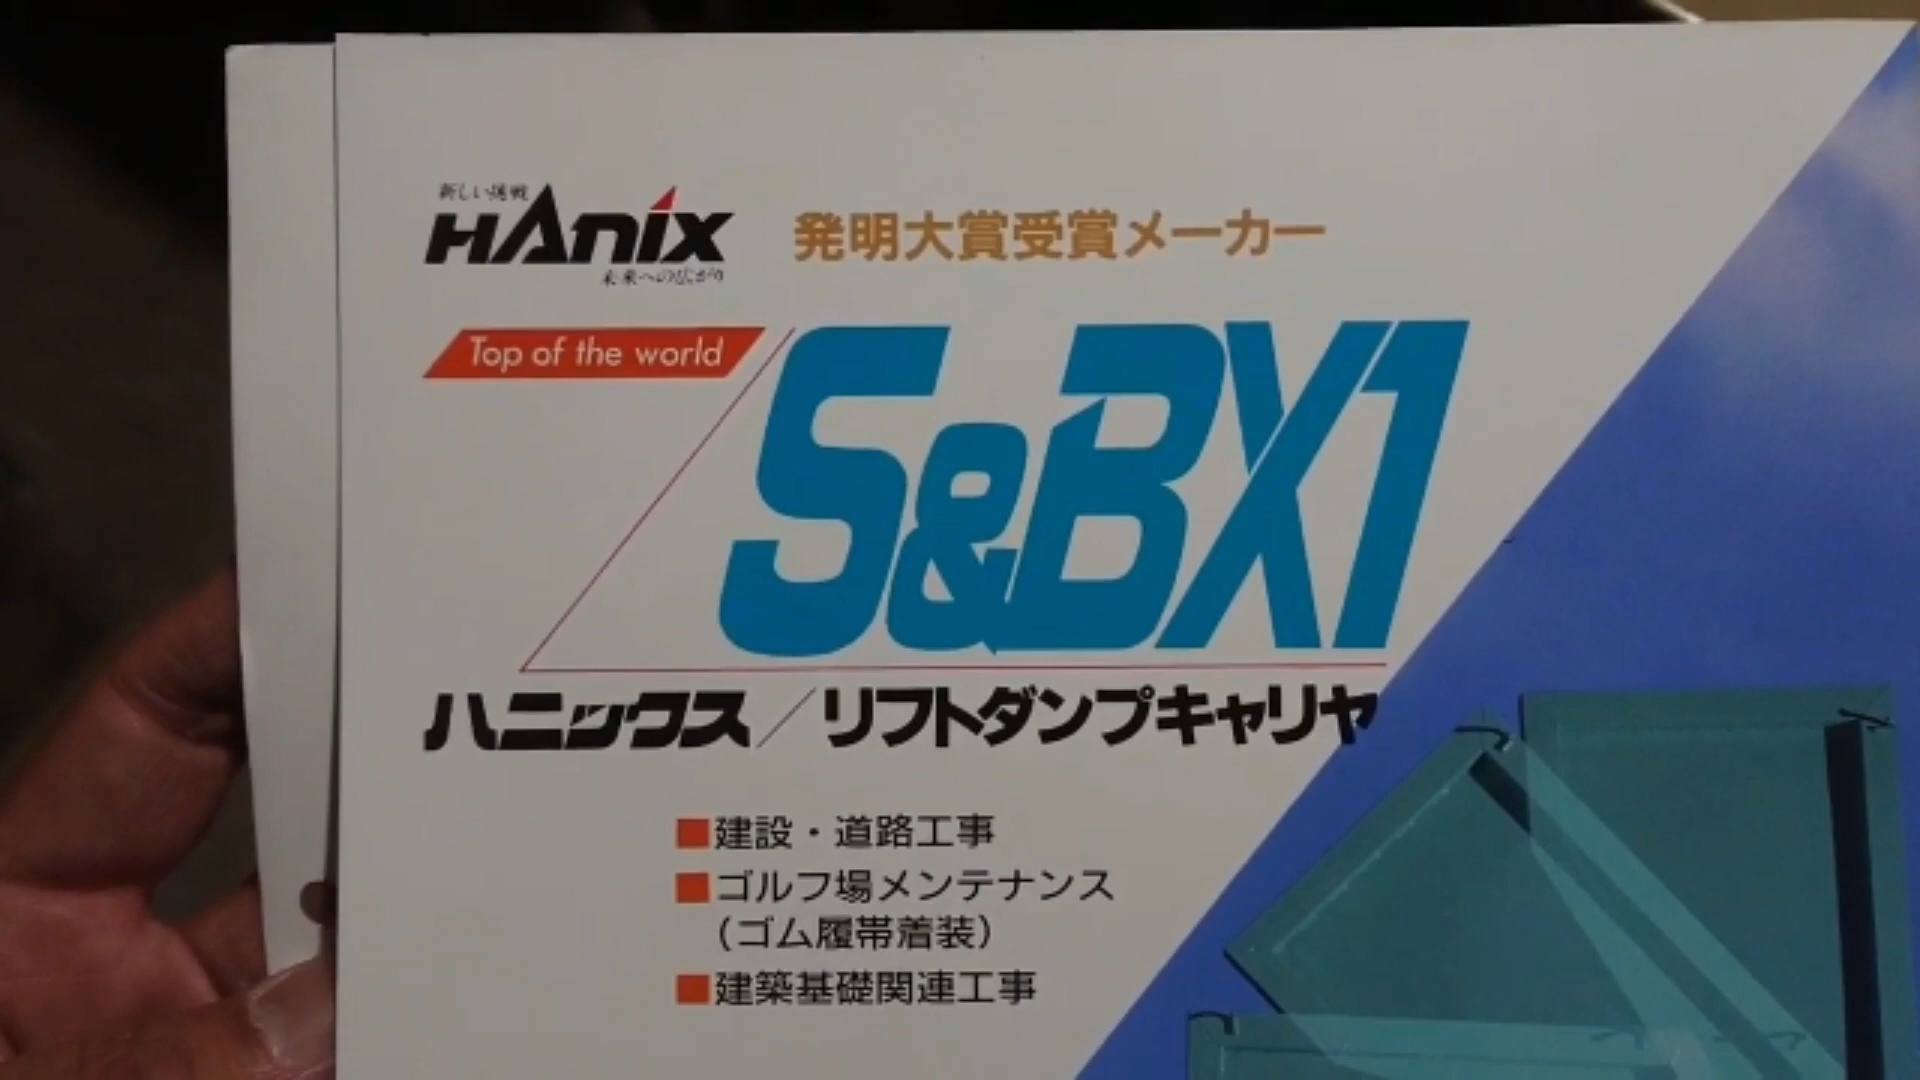 新しい挑戦
HAnix
未来への広がり
発明大賞受賞メーカー
Top of the world
S&BX1
ハニックス/リフトダンプキャリヤ
■建設・道路工事
■ゴルフ場メンテナンス
(ゴム履帯着装)
■建築基礎関連工事